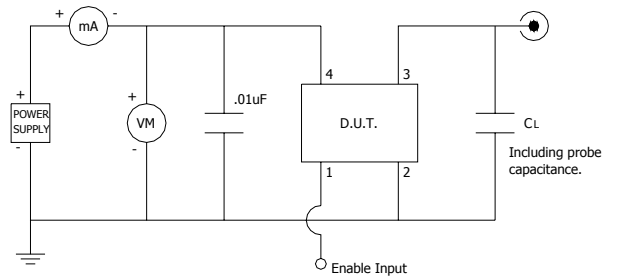 + mA -
4
3
+
POWER
SUPPLY
-
+
VM
-
.01uF
D.U.T.
CL
Including probe
capacitance.
1
2
Enable Input